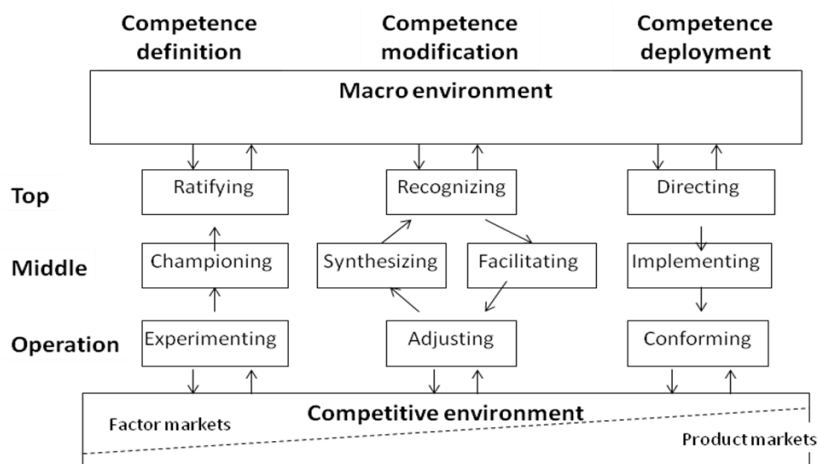 Competence definition
Competence modification
Competence deployment
Macro environment
Top
Ratifying
Recognizing
Directing
Middle
Championing
Synthesizing
Facilitating
Implementing
Operation
Experimenting
Adjusting
Conforming
Competitive environment
Factor markets
Product markets